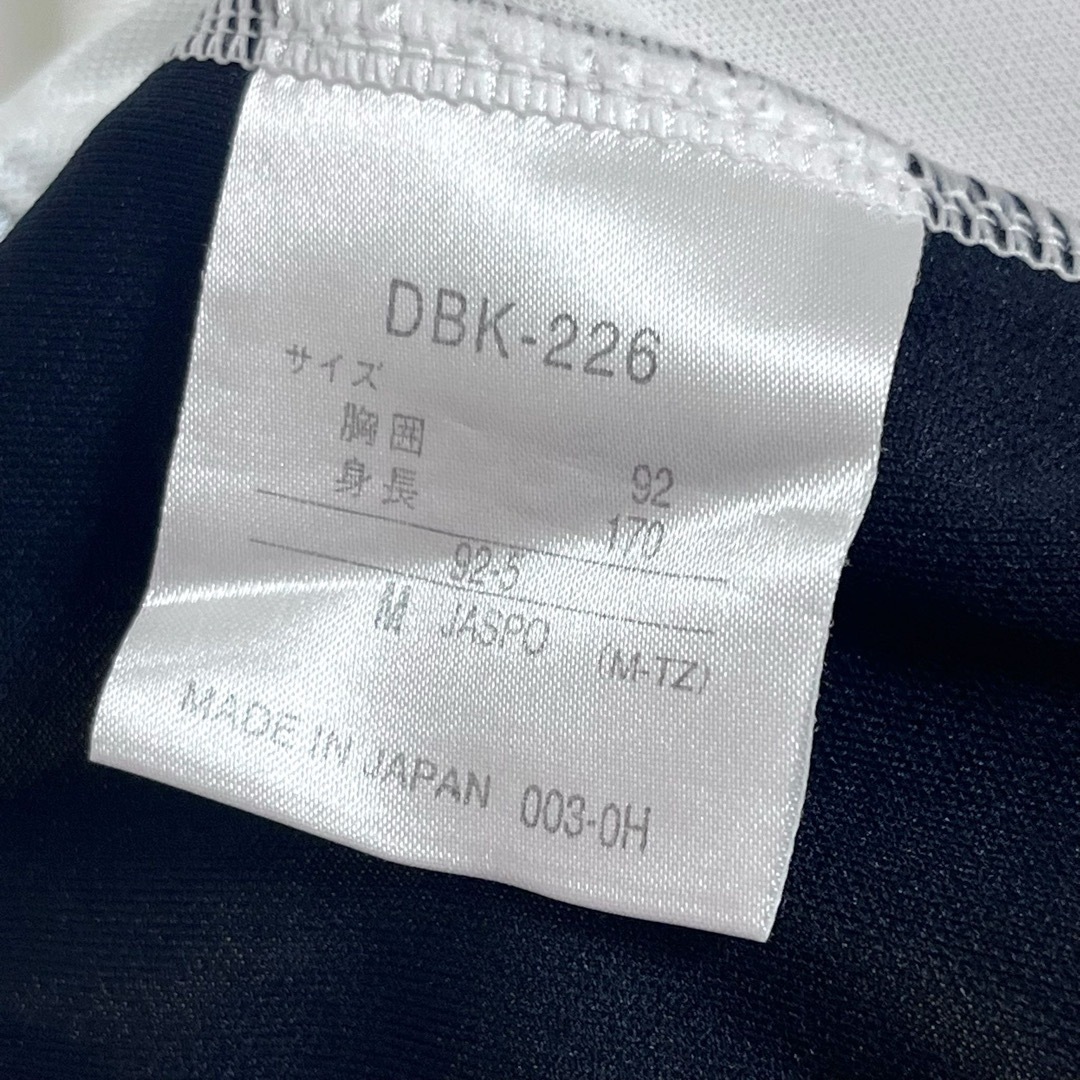 DBK-226
サイズ
胸囲 92
身長 170
92-5
M JASPO (M-TZ)
MADE IN JAPAN 003-0H